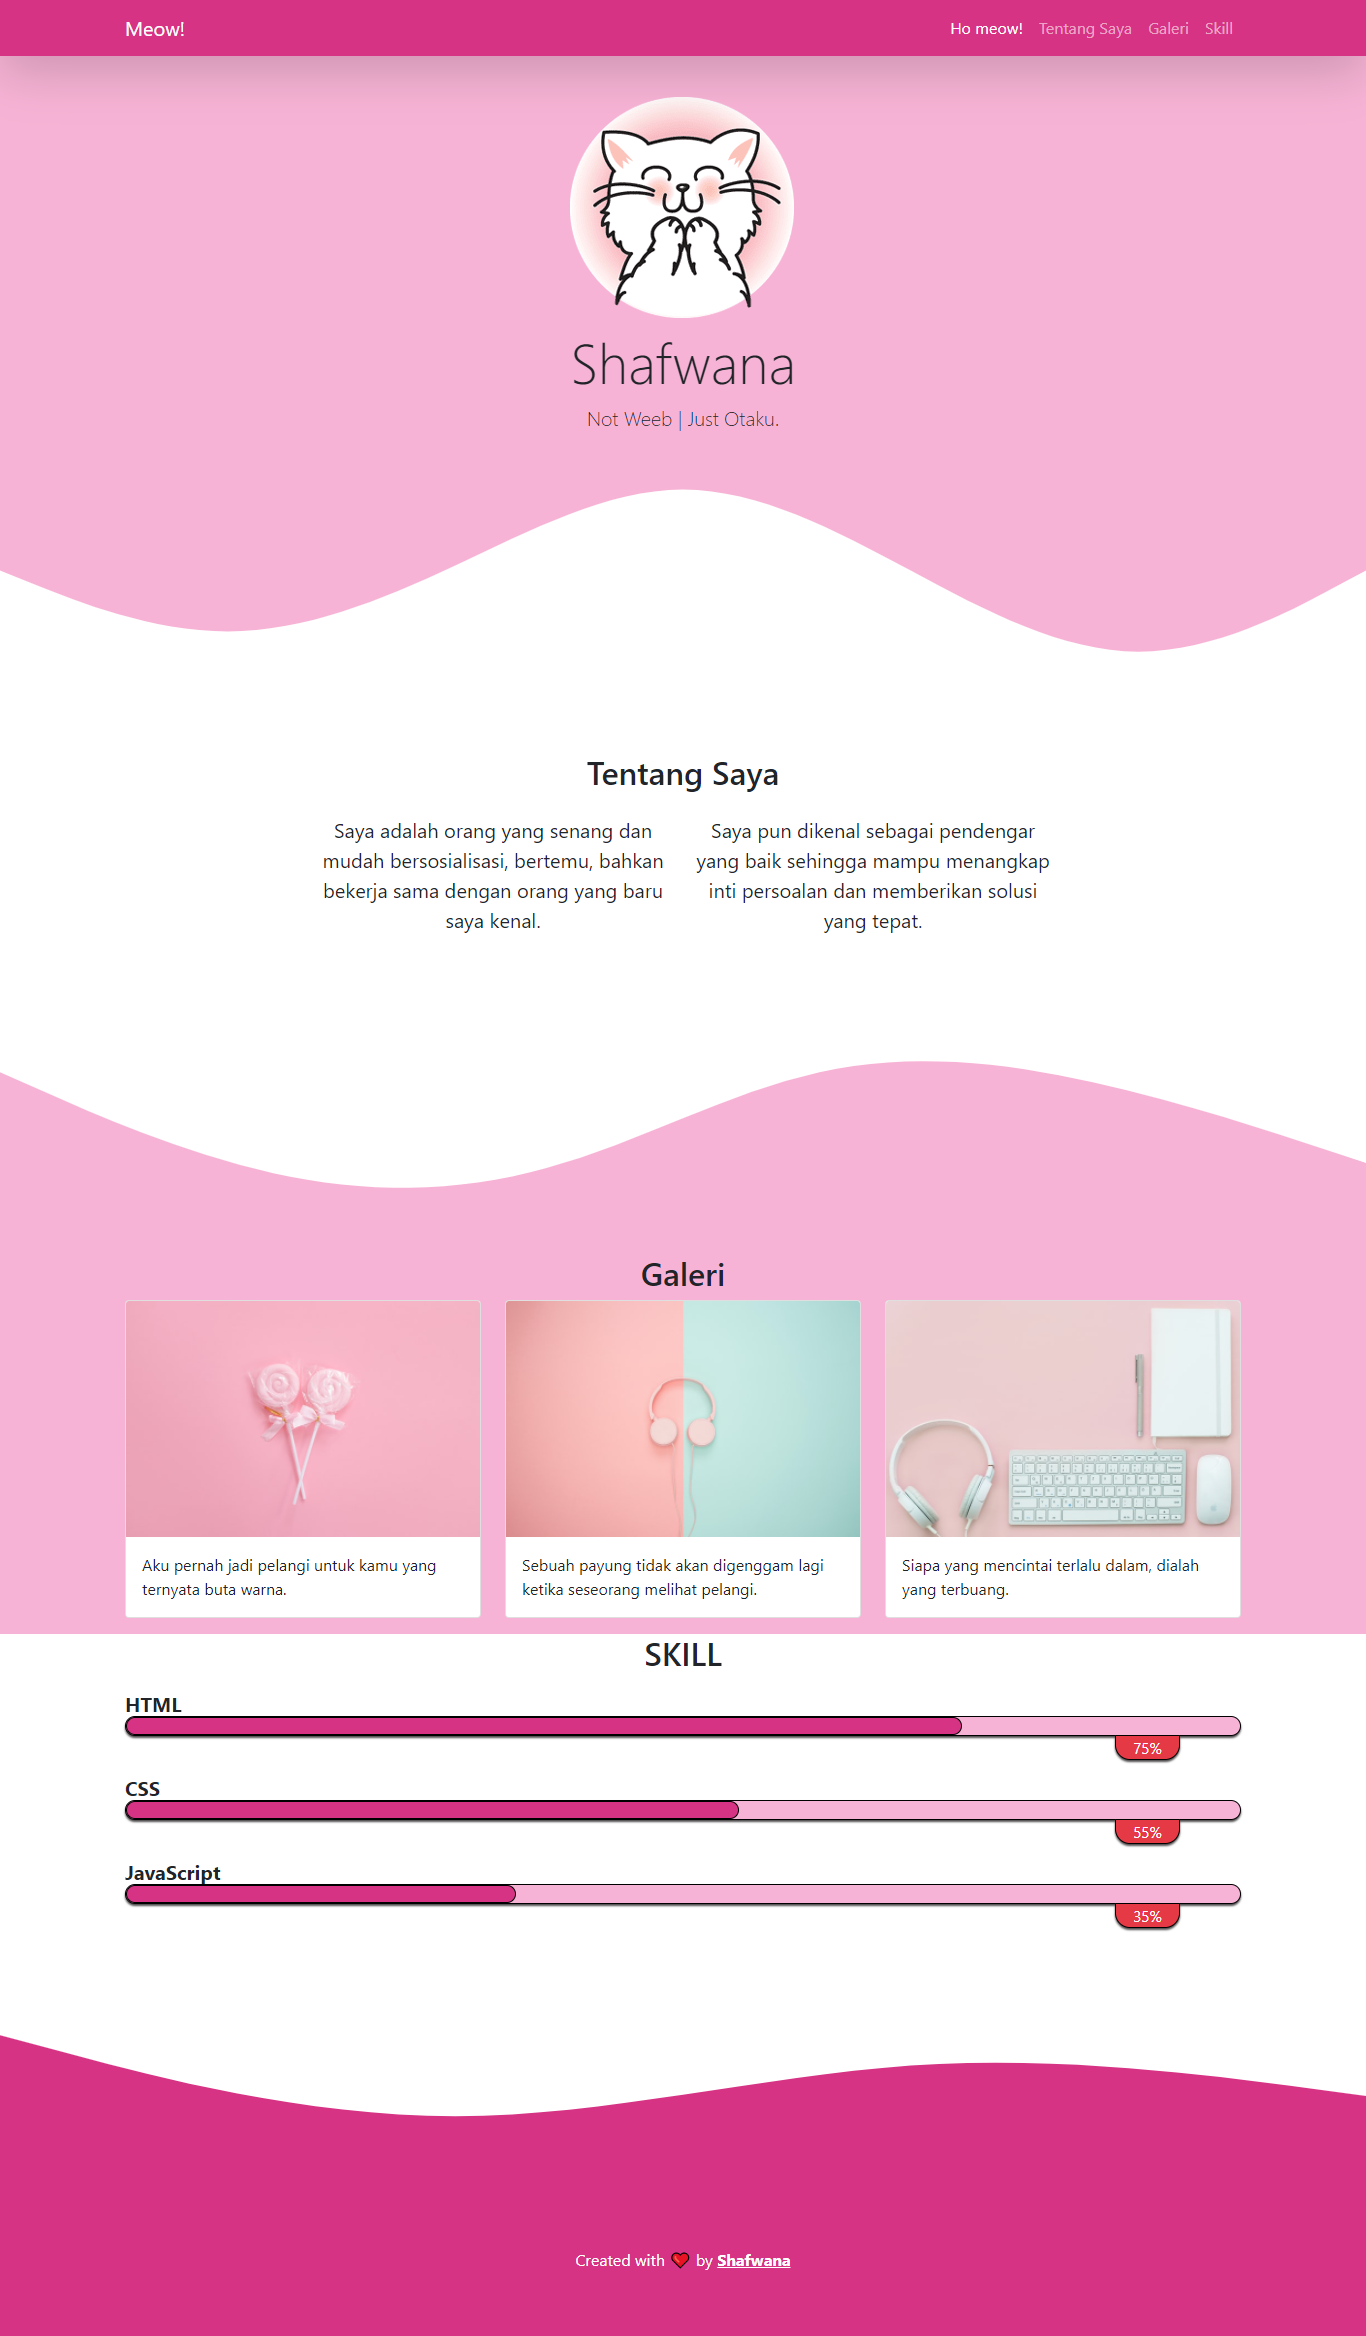 Meow!
Ho meow! Tentang Saya Galeri Skill
Shafwana
Not Weeb | Just Otaku.
Tentang Saya
Saya adalah orang yang senang dan
mudah bersosialisasi, bertemu, bahkan
bekerja sama dengan orang yang baru
saya kenal.
Saya pun dikenal sebagai pendengar
yang baik sehingga mampu menangkap
inti persoalan dan memberikan solusi
yang tepat.
Galeri
Aku pernah jadi pelangi untuk kamu yang
ternyata buta warna.
Sebuah payung tidak akan digenggam lagi
ketika seseorang melihat pelangi.
Siapa yang mencintai terlalu dalam, dialah
yang terbuang.
SKILL
HTML
75%
CSS
55%
JavaScript
35%
Created with ❤️ by Shafwana